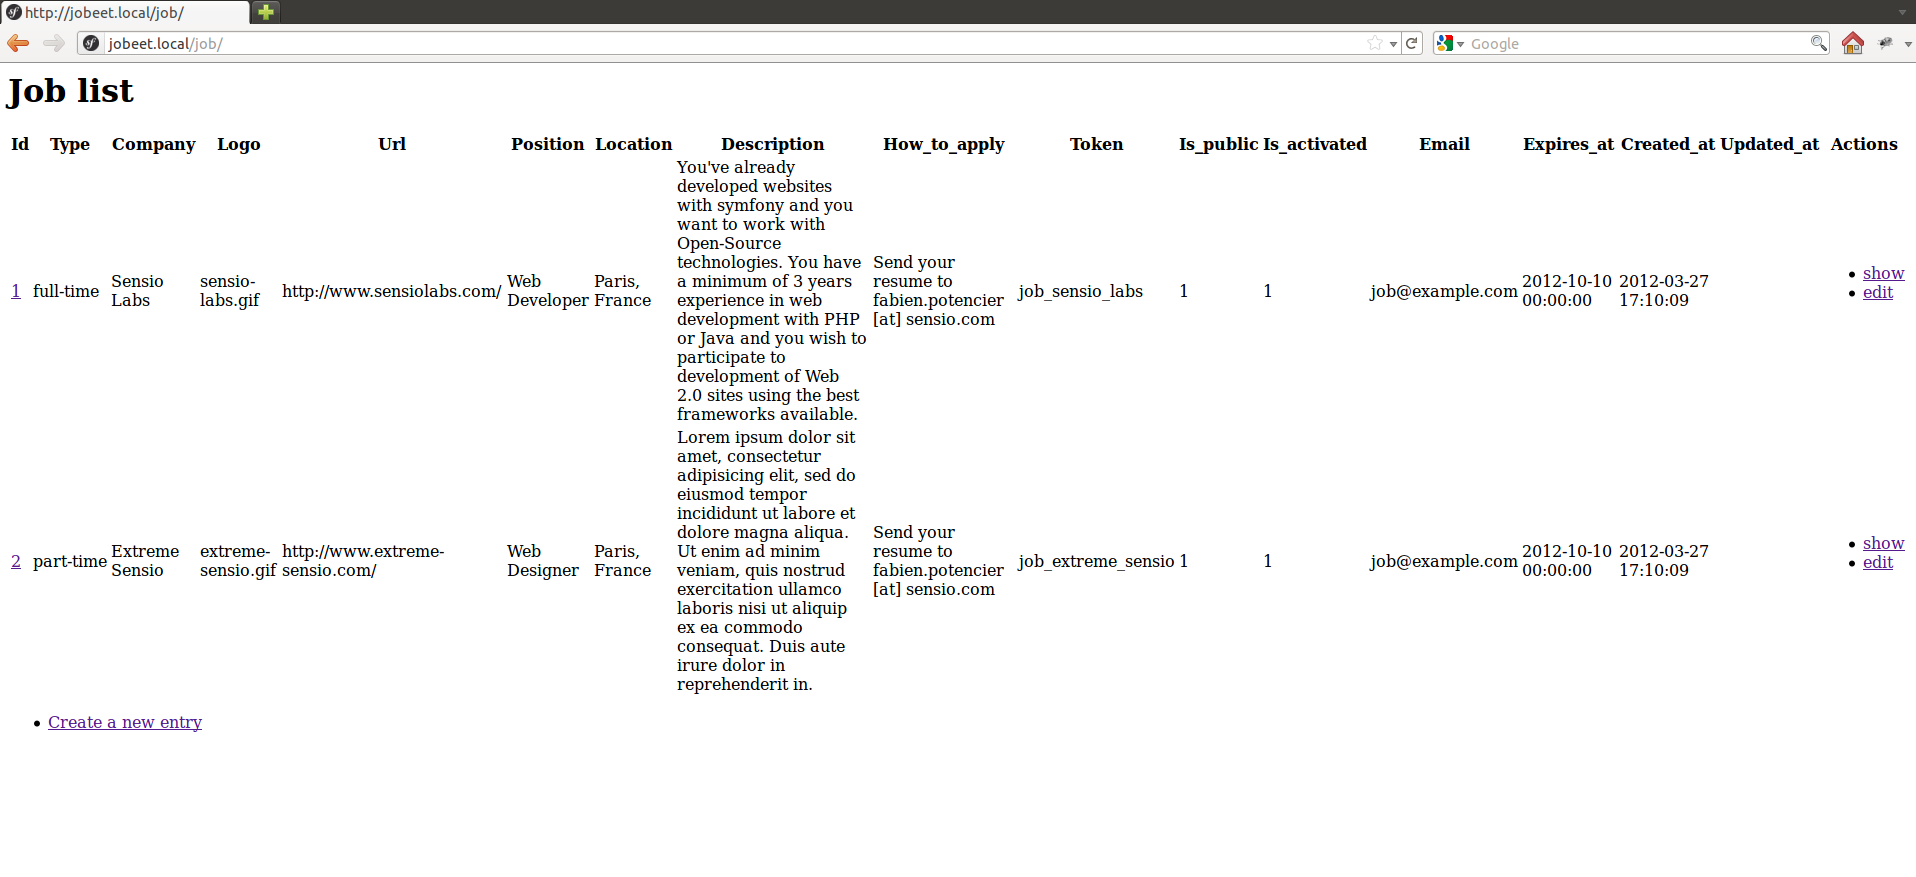 http://jobeet.local/job/
jobeet.local/job/
Google
Job list
Id Type Company Logo Url Position Location Description How_to_apply Token Is_public Is_activated Email Expires_at Created_at Updated_at Actions
1
full-time
Sensio
Labs
sensio-
labs.gif
http://www.sensiolabs.com/
Web
Developer
Paris,
France
You've already
developed websites
with symfony and you
want to work with
Open-Source
technologies. You have
a minimum of 3 years
experience in web
development with PHP
or Java and you wish to
participate to
development of Web
2.0 sites using the best
frameworks available.
Send your
resume to
fabien.potencier
[at] sensio.com
job_sensio_labs
1
1
job@example.com
2012-10-10
00:00:00
2012-03-27
17:10:09
show
edit
2
part-time
Extreme
Sensio
extreme-
sensio.gif
http://www.extreme-
sensio.com/
Web
Designer
Paris,
France
Lorem ipsum dolor sit
amet, consectetur
adipisicing elit, sed do
eiusmod tempor
incididunt ut labore et
dolore magna aliqua.
Ut enim ad minim
veniam, quis nostrud
exercitation ullamco
laboris nisi ut aliquip
ex ea commodo
consequat. Duis aute
irure dolor in
reprehenderit in.
Send your
resume to
fabien.potencier
[at] sensio.com
job_extreme_sensio
1
1
job@example.com
2012-10-10
00:00:00
2012-03-27
17:10:09
show
edit
Create a new entry